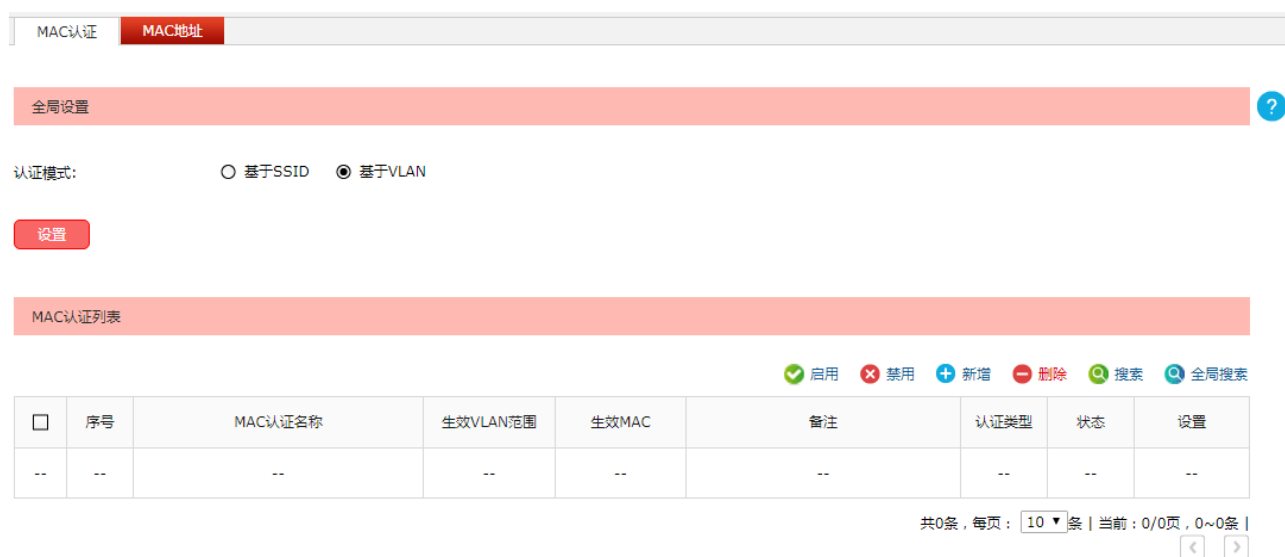 MAC认证 MAC地址
全局设置
?
认证模式: 基于SSID 基于VLAN
设置
MAC认证列表
启用 禁用 新增 删除 搜索 全局搜索
序号 MAC认证名称 生效VLAN范围 生效MAC 备注 认证类型 状态 设置
-- -- -- -- -- -- -- -- --
共0条，每页： 10 条 | 当前：0/0页，0~0条 |